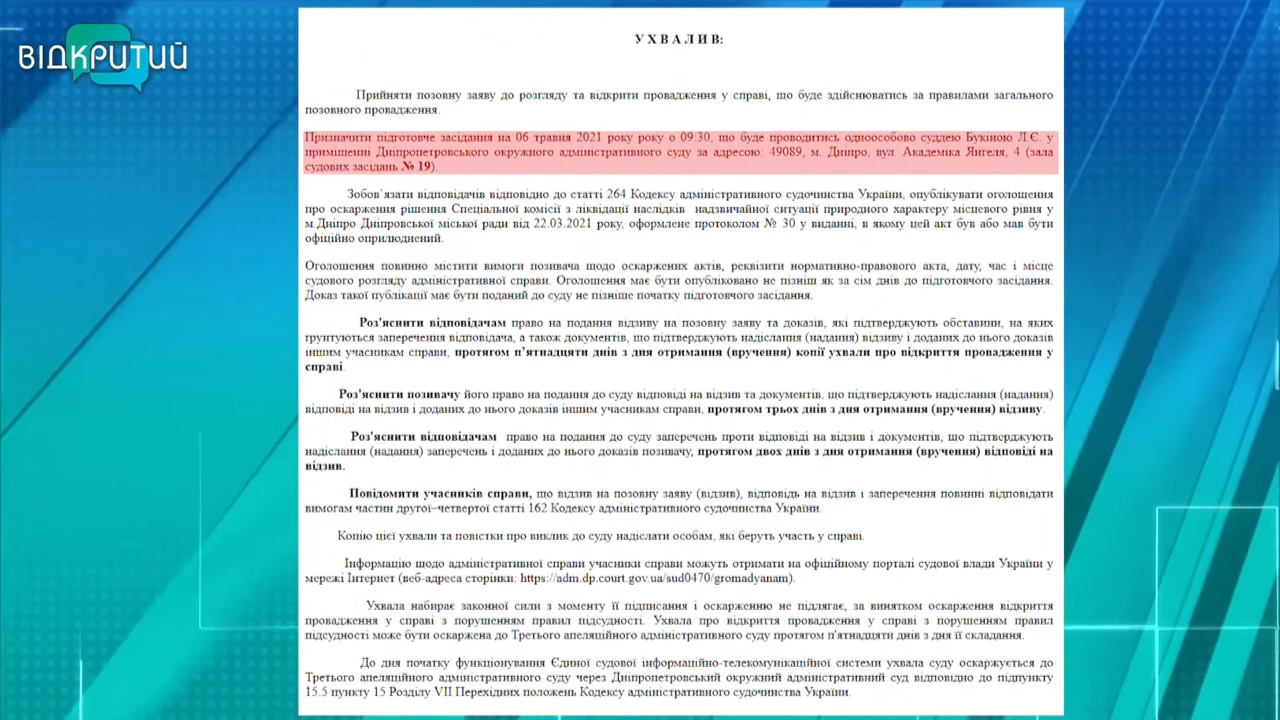 ВІДКРИТИЙ
У Х В А Л И В:
Прийняти позовну заяву до розгляду та відкрити провадження у справі, що буде здійснюватись за правилами загального
позовного провадження.
Призначити підготовче засідання на 06 травня 2021 року року о 09:30, що буде проводитись одноособово суддею Букіною Л.Є. у
приміщенні Дніпропетровського окружного адміністративного суду за адресою: 49089, м. Дніпро, вул. Академіка Янгеля, 4 (зала
судових засідань № 19).
Зобов`язати відповідачів відповідно до статті 264 Кодексу адміністративного судочинства України, опублікувати оголошення
про оскарження рішення Спеціальної комісії з ліквідації наслідків надзвичайної ситуації природного характеру місцевого рівня у
м.Дніпро Дніпровської міської ради від 22.03.2021 року, оформлене протоколом № 30 у виданні, в якому цей акт був або мав бути
офіційно оприлюднений.
Оголошення повинно містити вимоги позивача щодо оскаржених актів, реквізити нормативно-правового акта, дату, час і місце
судового розгляду адміністративної справи. Оголошення має бути опубліковано не пізніш як за сім днів до підготовчого засідання.
Доказ такої публікації має бути поданий до суду не пізніше початку підготовчого засідання.
Роз'яснити відповідачам право на подання відзиву на позовну заяву та доказів, які підтверджують обставини, на яких
грунтуються заперечення відповідача, а також документів, що підтверджують надіслання (надання) відзиву і доданих до нього доказів
іншим учасникам справи, протягом п’ятнадцяти днів з дня отримання (вручення) копії ухвали про відкриття провадження у
справі.
Роз'яснити позивачу його право на подання до суду відповіді на відзив та документів, що підтверджують надіслання (надання)
відповіді на відзив і доданих до нього доказів іншим учасникам справи, протягом трьох днів з дня отримання (вручення) відзиву.
Роз'яснити відповідачам право на подання до суду заперечень проти відповіді на відзив і документів, що підтверджують
надіслання (надання) заперечень і доданих до нього доказів позивачу, протягом двох днів з дня отримання (вручення) відповіді на
відзив.
Повідомити учасників справи, що відзив на позовну заяву (відзив), відповідь на відзив і заперечення повинні відповідати
вимогам частин другої–четвертої статті 162 Кодексу адміністративного судочинства України.
Копію цієї ухвали та повістки про виклик до суду надіслати особам, які беруть участь у справі.
Інформацію щодо адміністративної справи учасники справи можуть отримати на офіційному порталі судової влади України у
мережі Інтернет (веб-адреса сторінки: https://adm.dp.court.gov.ua/sud0470/gromadyanam).
Ухвала набирає законної сили з моменту її підписання і оскарженню не підлягає, за винятком оскарження відкриття
провадження у справі з порушенням правил підсудності. Ухвала про відкриття провадження у справі з порушенням правил
підсудності може бути оскаржена до Третього апеляційного адміністративного суду протягом п'ятнадцяти днів з дня її складання.
До дня початку функціонування Єдиної судової інформаційно-телекомунікаційної системи ухвала суду оскаржується до
Третього апеляційного адміністративного суду через Дніпропетровський окружний адміністративний суд відповідно до підпункту
15.5 пункту 15 Розділу VII Перехідних положень Кодексу адміністративного судочинства України.